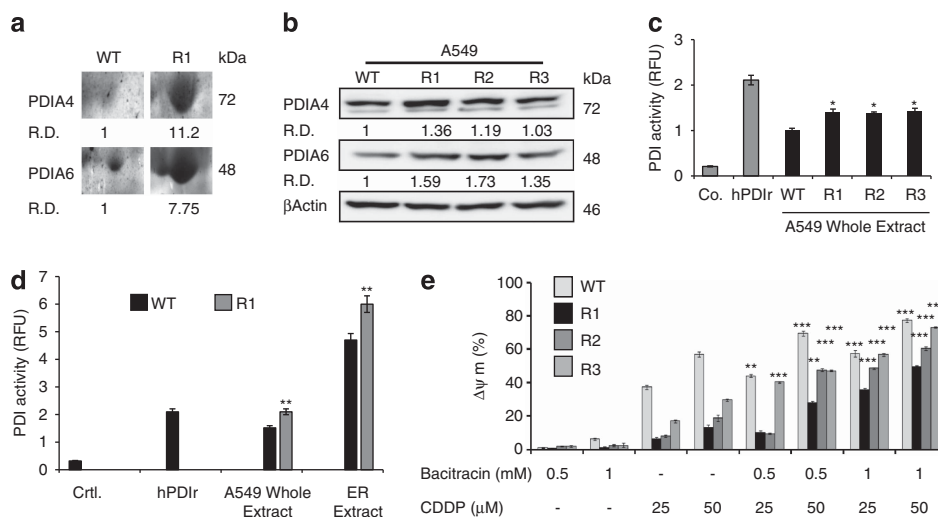 a
WT R1 kDa
PDIA4 72
R.D. 1 11.2
PDIA6 48
R.D. 1 7.75
b
A549
WT R1 R2 R3 kDa
PDIA4 72
R.D. 1 1.36 1.19 1.03
PDIA6 48
R.D. 1 1.59 1.73 1.35
βActin 46
c
PDI activity (RFU)
3
2
1
0
* * *
Co. hPDIr WT R1 R2 R3
A549 Whole Extract
d
PDI activity (RFU)
7
6
5
4
3
2
1
0
WT R1
** **
Crtl. hPDIr A549 Whole Extract ER Extract
e
Δψ m (%)
100
80
60
40
20
0
WT
R1
R2
R3
** *** *** ** *** *** *** *** *** *** *** *** *** **
Bacitracin (mM) 0.5 1 - - 0.5 0.5 1 1
CDDP (μM) - - 25 50 25 50 25 50